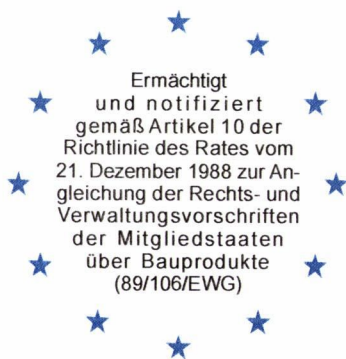 Ermächtigt
und notifiziert
gemäß Artikel 10 der
Richtlinie des Rates vom
21. Dezember 1988 zur An-
gleichung der Rechts- und
Verwaltungsvorschriften
der Mitgliedstaaten
über Bauprodukte
(89/106/EWG)